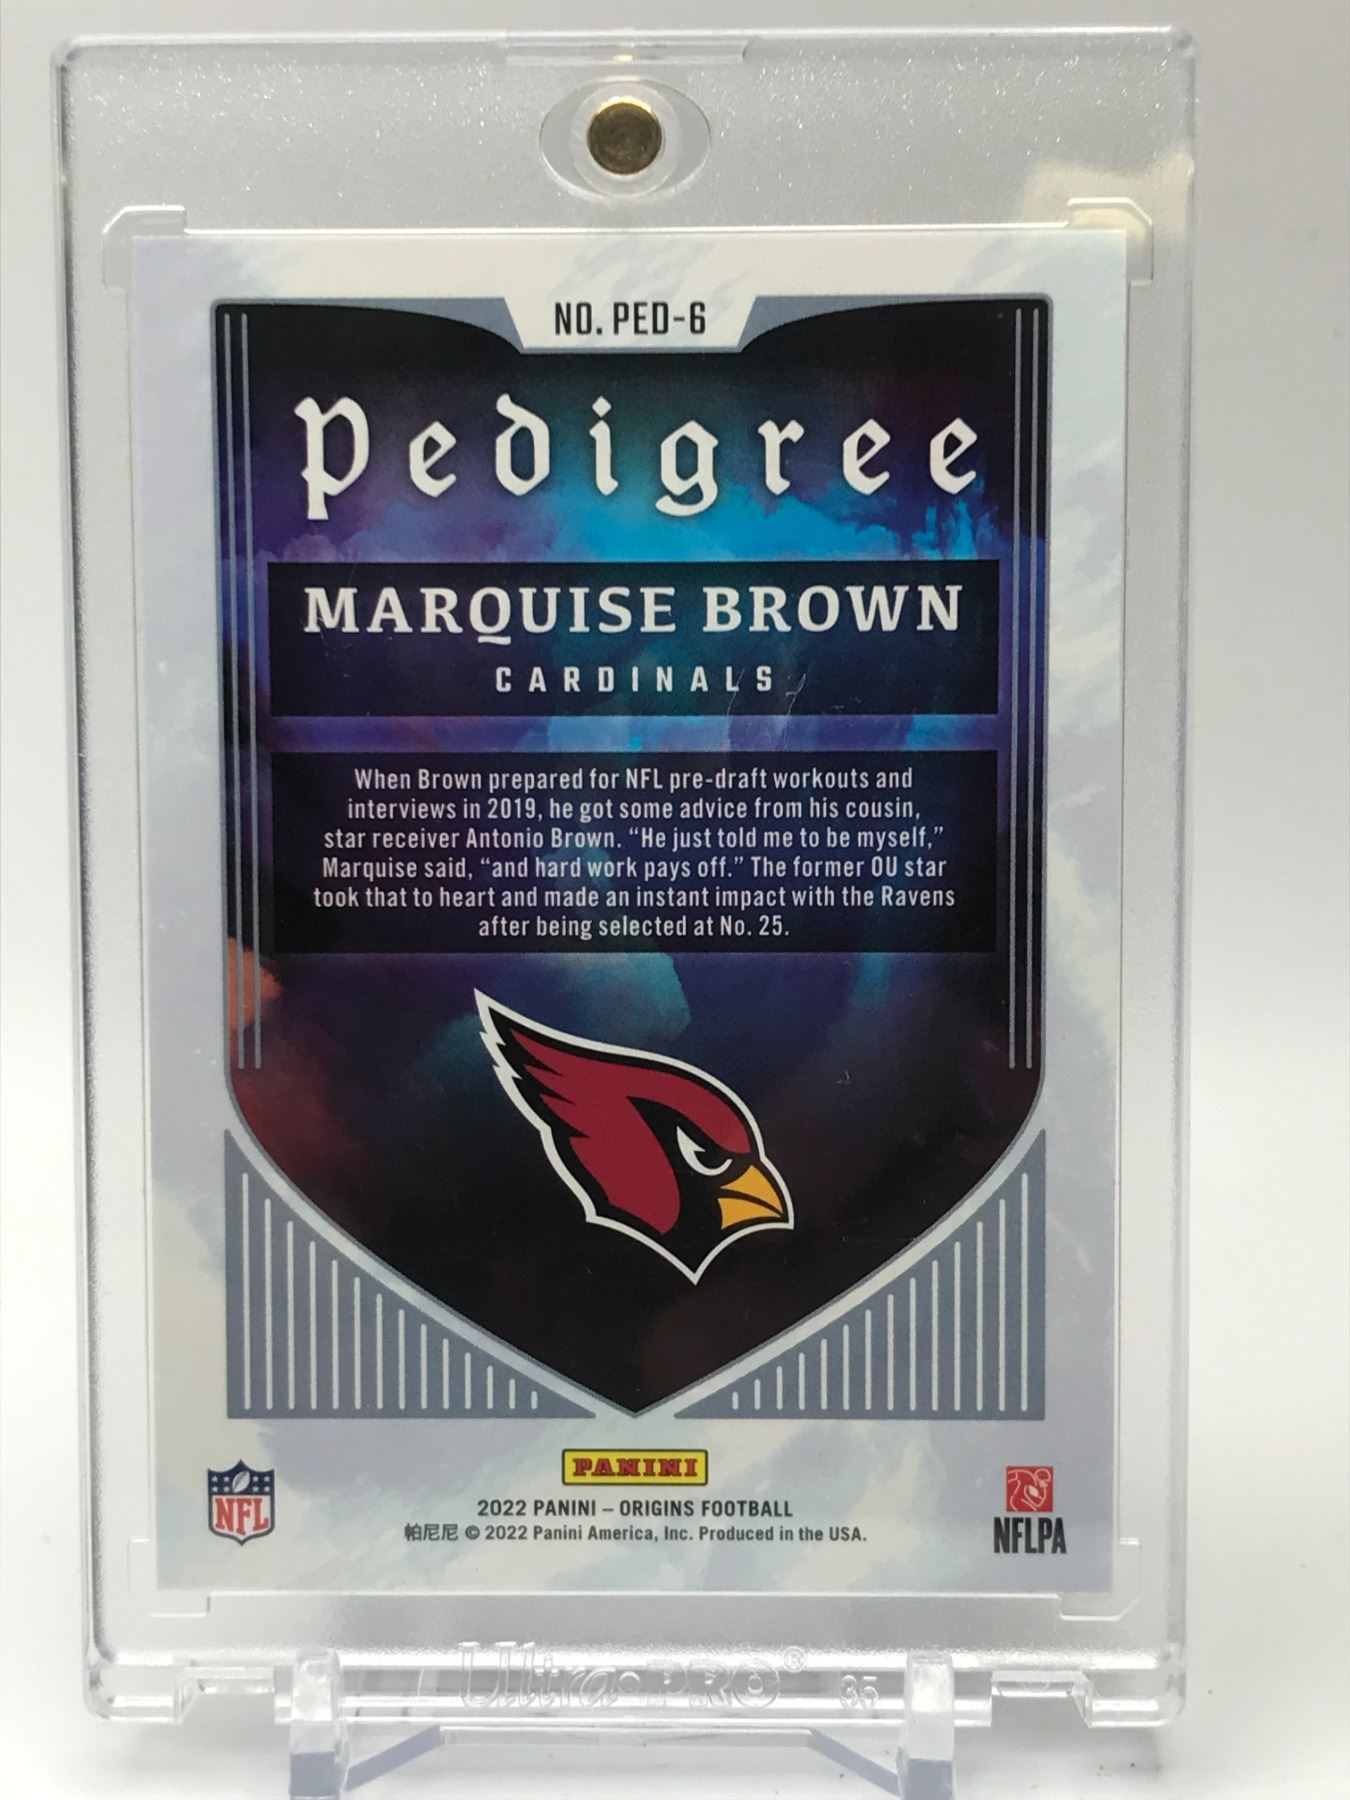 NO. PED-6
Pedigree
MARQUISE BROWN
CARDINALS
When Brown prepared for NFL pre-draft workouts and
interviews in 2019, he got some advice from his cousin,
star receiver Antonio Brown. “He just told me to be myself,”
Marquise said, “and hard work pays off.” The former OU star
took that to heart and made an instant impact with the Ravens
after being selected at No. 25.
PANINI
NFL
2022 PANINI – ORIGINS FOOTBALL
帕尼尼 © 2022 Panini America, Inc. Produced in the USA.
NFLPA
Ultra·PRO® 35